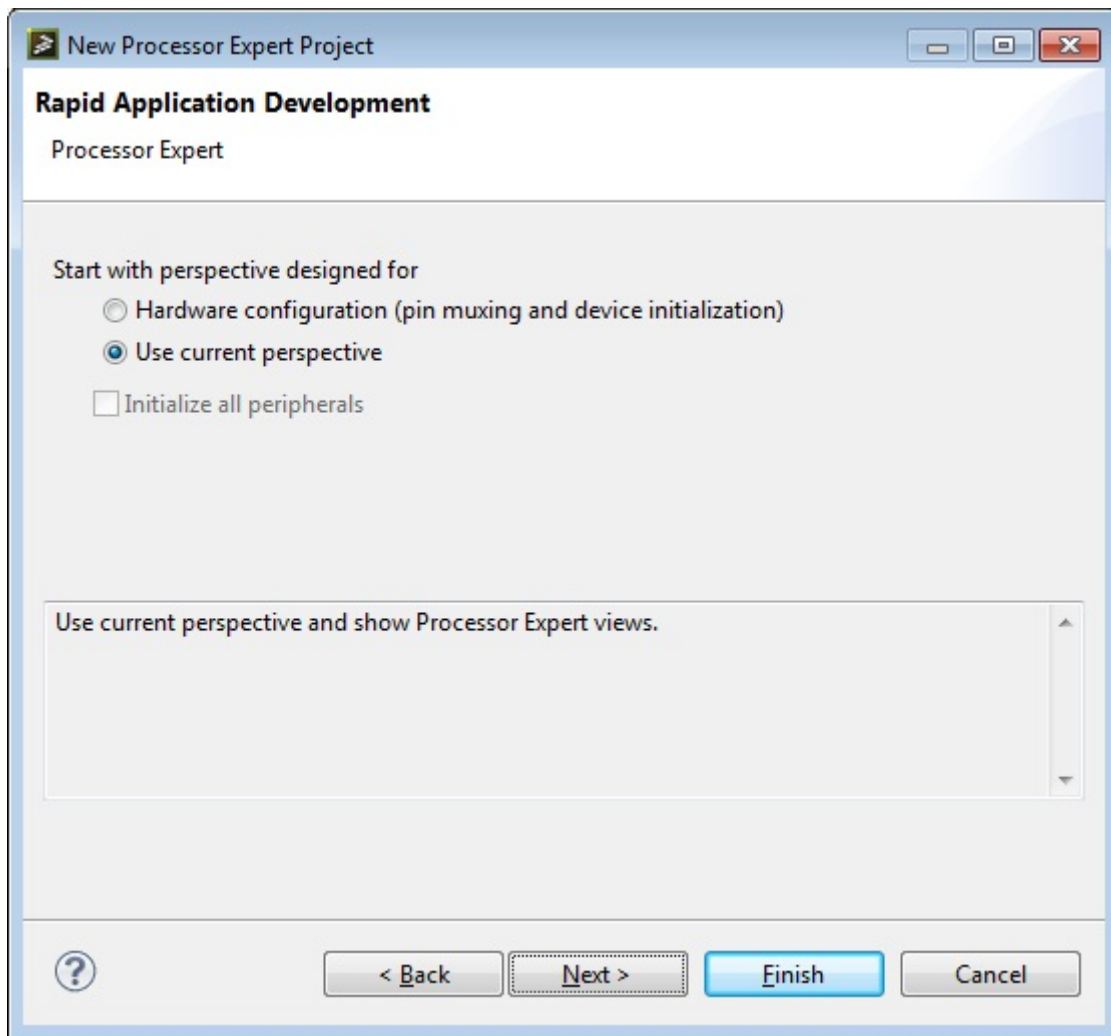 New Processor Expert Project
Rapid Application Development
Processor Expert
Start with perspective designed for
Hardware configuration (pin muxing and device initialization)
Use current perspective
Initialize all peripherals
Use current perspective and show Processor Expert views.
? < Back Next > Finish Cancel